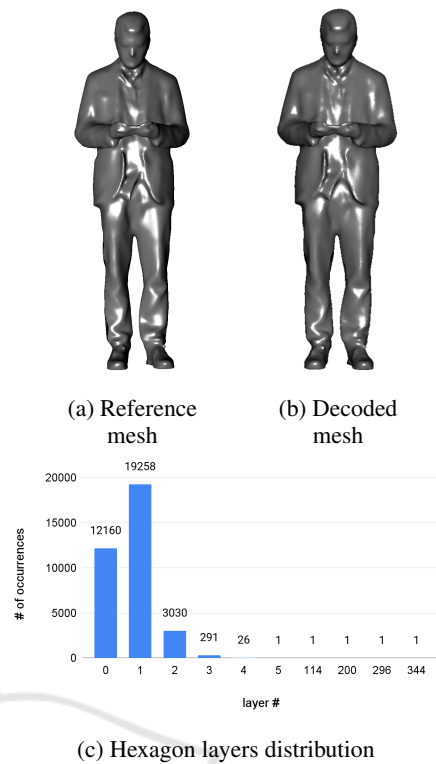 (a) Reference
mesh
(b) Decoded
mesh
# of occurrences
20000
15000
10000
5000
0
12160
19258
3030
291
26
1
1
1
1
1
0 1 2 3 4 5 114 200 296 344
layer #
(c) Hexagon layers distribution